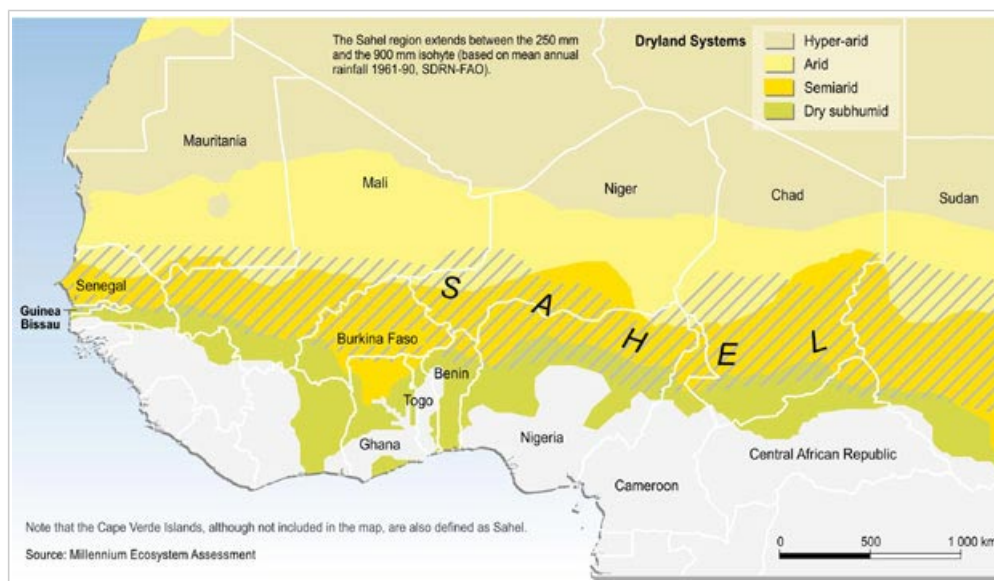 The Sahel region extends between the 250 mm
and the 900 mm isohyte (based on mean annual
rainfall 1961-90, SDRN-FAO).
Dryland Systems
Hyper-arid
Arid
Semiarid
Dry subhumid
Mauritania
Mali
Niger
Chad
Sudan
Senegal
Guinea
Bissau
S A H E L
Burkina Faso
Benin
Togo
Ghana
Nigeria
Cameroon
Central African Republic
Note that the Cape Verde Islands, although not included in the map, are also defined as Sahel.
Source: Millennium Ecosystem Assessment
0 500 1 000 km